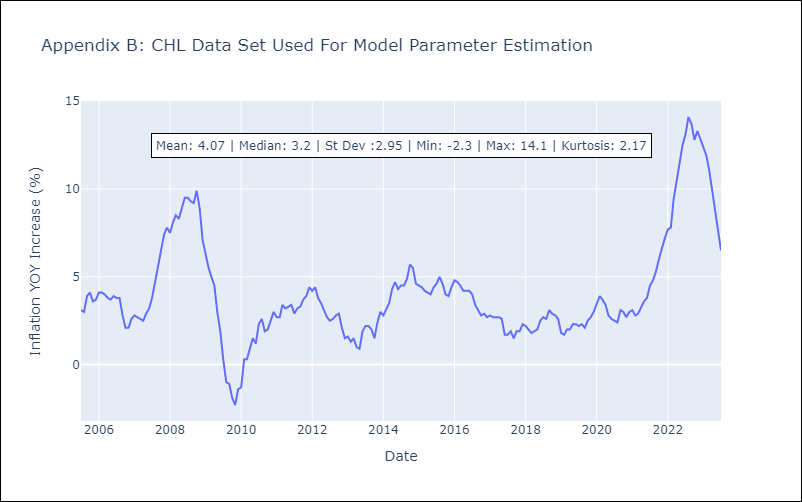 Appendix B: CHL Data Set Used For Model Parameter Estimation
15
Mean: 4.07 | Median: 3.2 | St Dev :2.95 | Min: -2.3 | Max: 14.1 | Kurtosis: 2.17
10
Inflation YOY Increase (%)
5
0
2006 2008 2010 2012 2014 2016 2018 2020 2022
Date